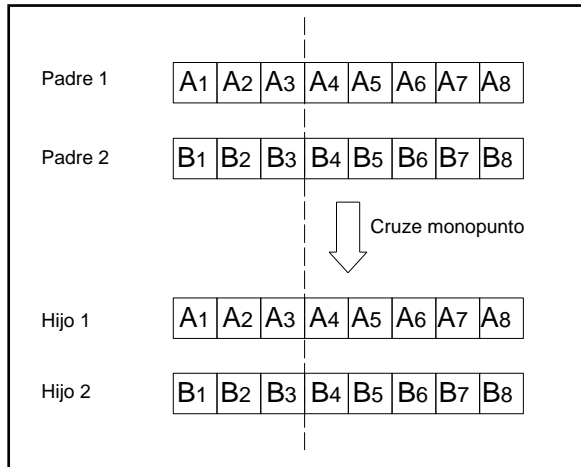 Padre 1 A1 A2 A3 A4 A5 A6 A7 A8
Padre 2 B1 B2 B3 B4 B5 B6 B7 B8
Cruze monopunto
Hijo 1 A1 A2 A3 A4 A5 A6 A7 A8
Hijo 2 B1 B2 B3 B4 B5 B6 B7 B8